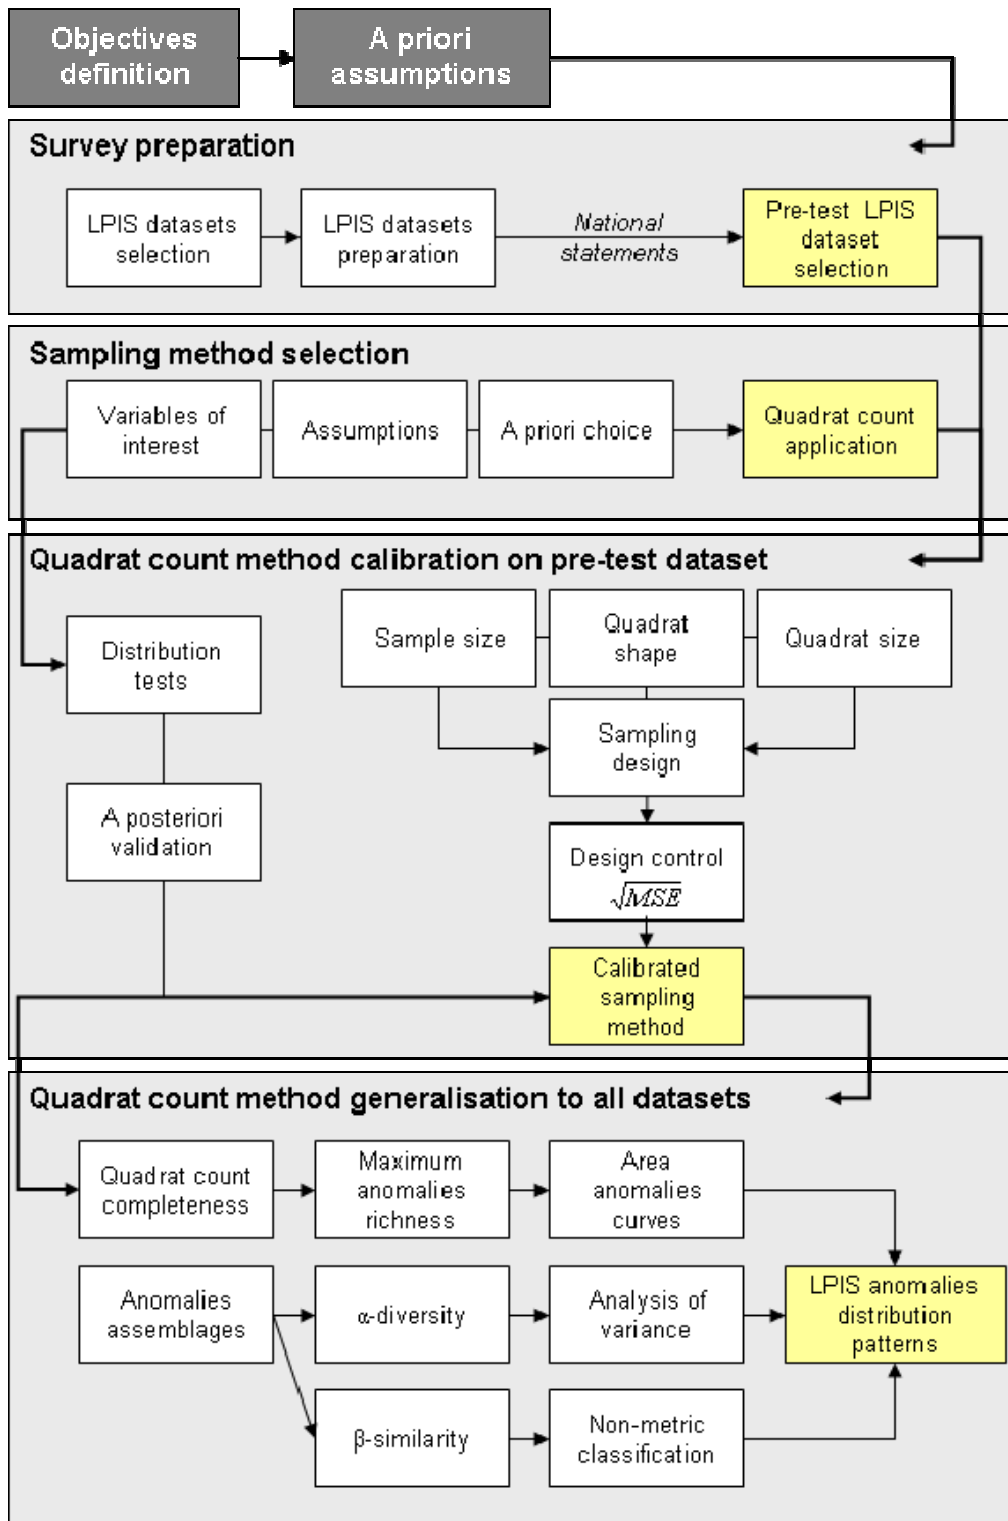 Objectives
definition
A priori
assumptions
Survey preparation
LPIS datasets
selection
LPIS datasets
preparation
National
statements
Pre-test LPIS
dataset
selection
Sampling method selection
Variables of
interest
Assumptions
A priori choice
Quadrat count
application
Quadrat count method calibration on pre-test dataset
Distribution
tests
A posteriori
validation
Sample size
Quadrat
shape
Quadrat size
Sampling
design
Design control
√MSE
Calibrated
sampling
method
Quadrat count method generalisation to all datasets
Quadrat count
completeness
Maximum
anomalies
richness
Area
anomalies
curves
Anomalies
assemblages
α-diversity
Analysis of
variance
LPIS anomalies
distribution
patterns
β-similarity
Non-metric
classification